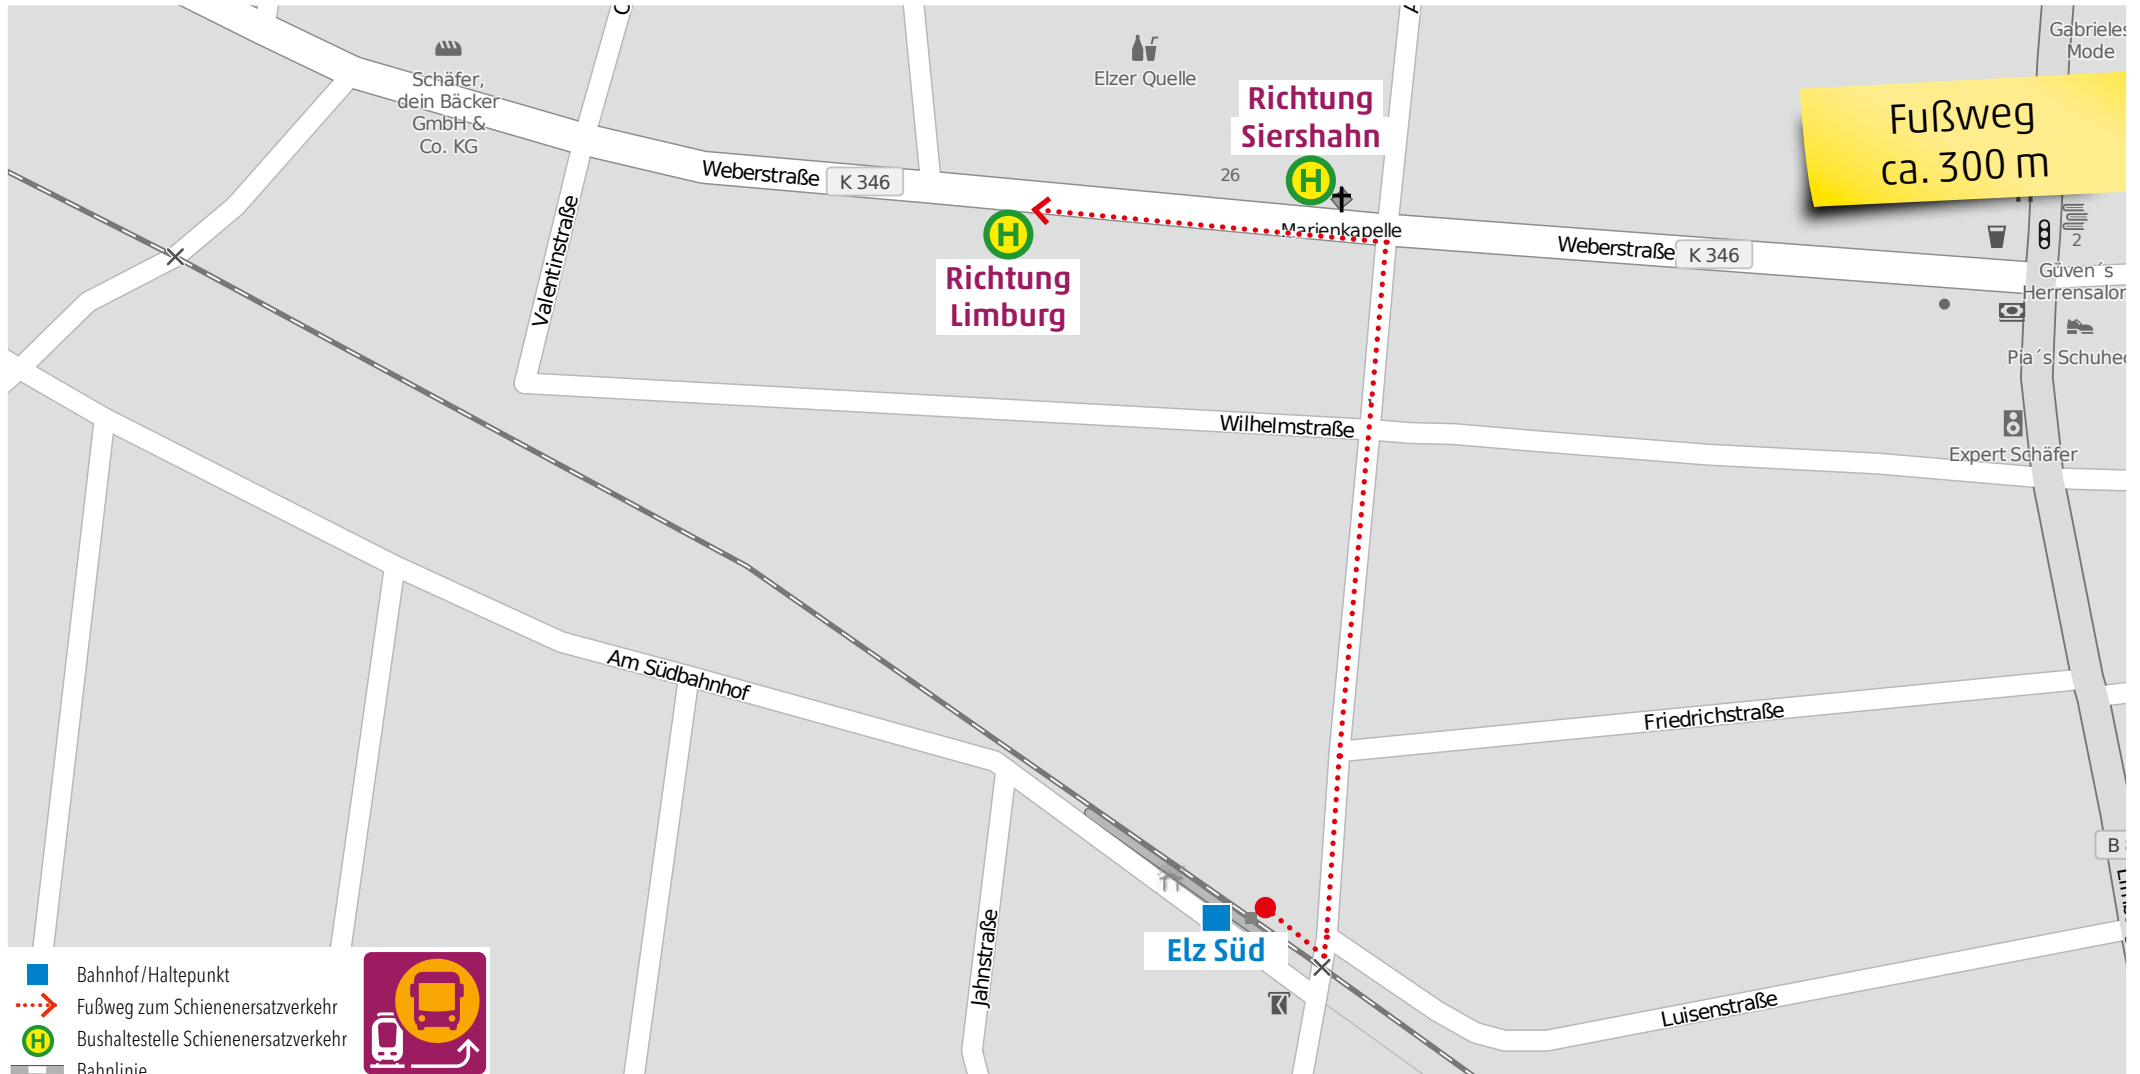 C
A
Gabrieles
Mode
Schäfer,
dein Bäcker
GmbH &
Co. KG
Elzer Quelle
Richtung
Siershahn
Fußweg
ca. 300 m
Weberstraße
K 346
26
H
Marienkapelle
H
Richtung
Limburg
Weberstraße
K 346
2
Güven´s
Herrensalon
Pia´s Schuhec
Valentinstraße
Wilhelmstraße
Expert Schäfer
Am Südbahnhof
Friedrichstraße
B
Elz Süd
Jahnstraße
Luisenstraße
Bahnhof/Haltepunkt
Fußweg zum Schienenersatzverkehr
H
Bushaltestelle Schienenersatzverkehr
Bahnlinie